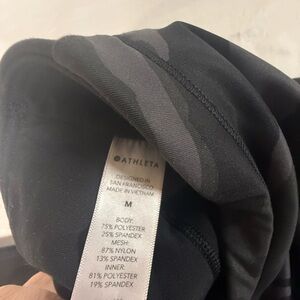 ATHLETA
DESIGNED IN
SAN FRANCISCO
MADE IN VIETNAM
M
BODY:
75% POLYESTER
25% SPANDEX
MESH:
87% NYLON
13% SPANDEX
INNER:
81% POLYESTER
19% SPANDEX